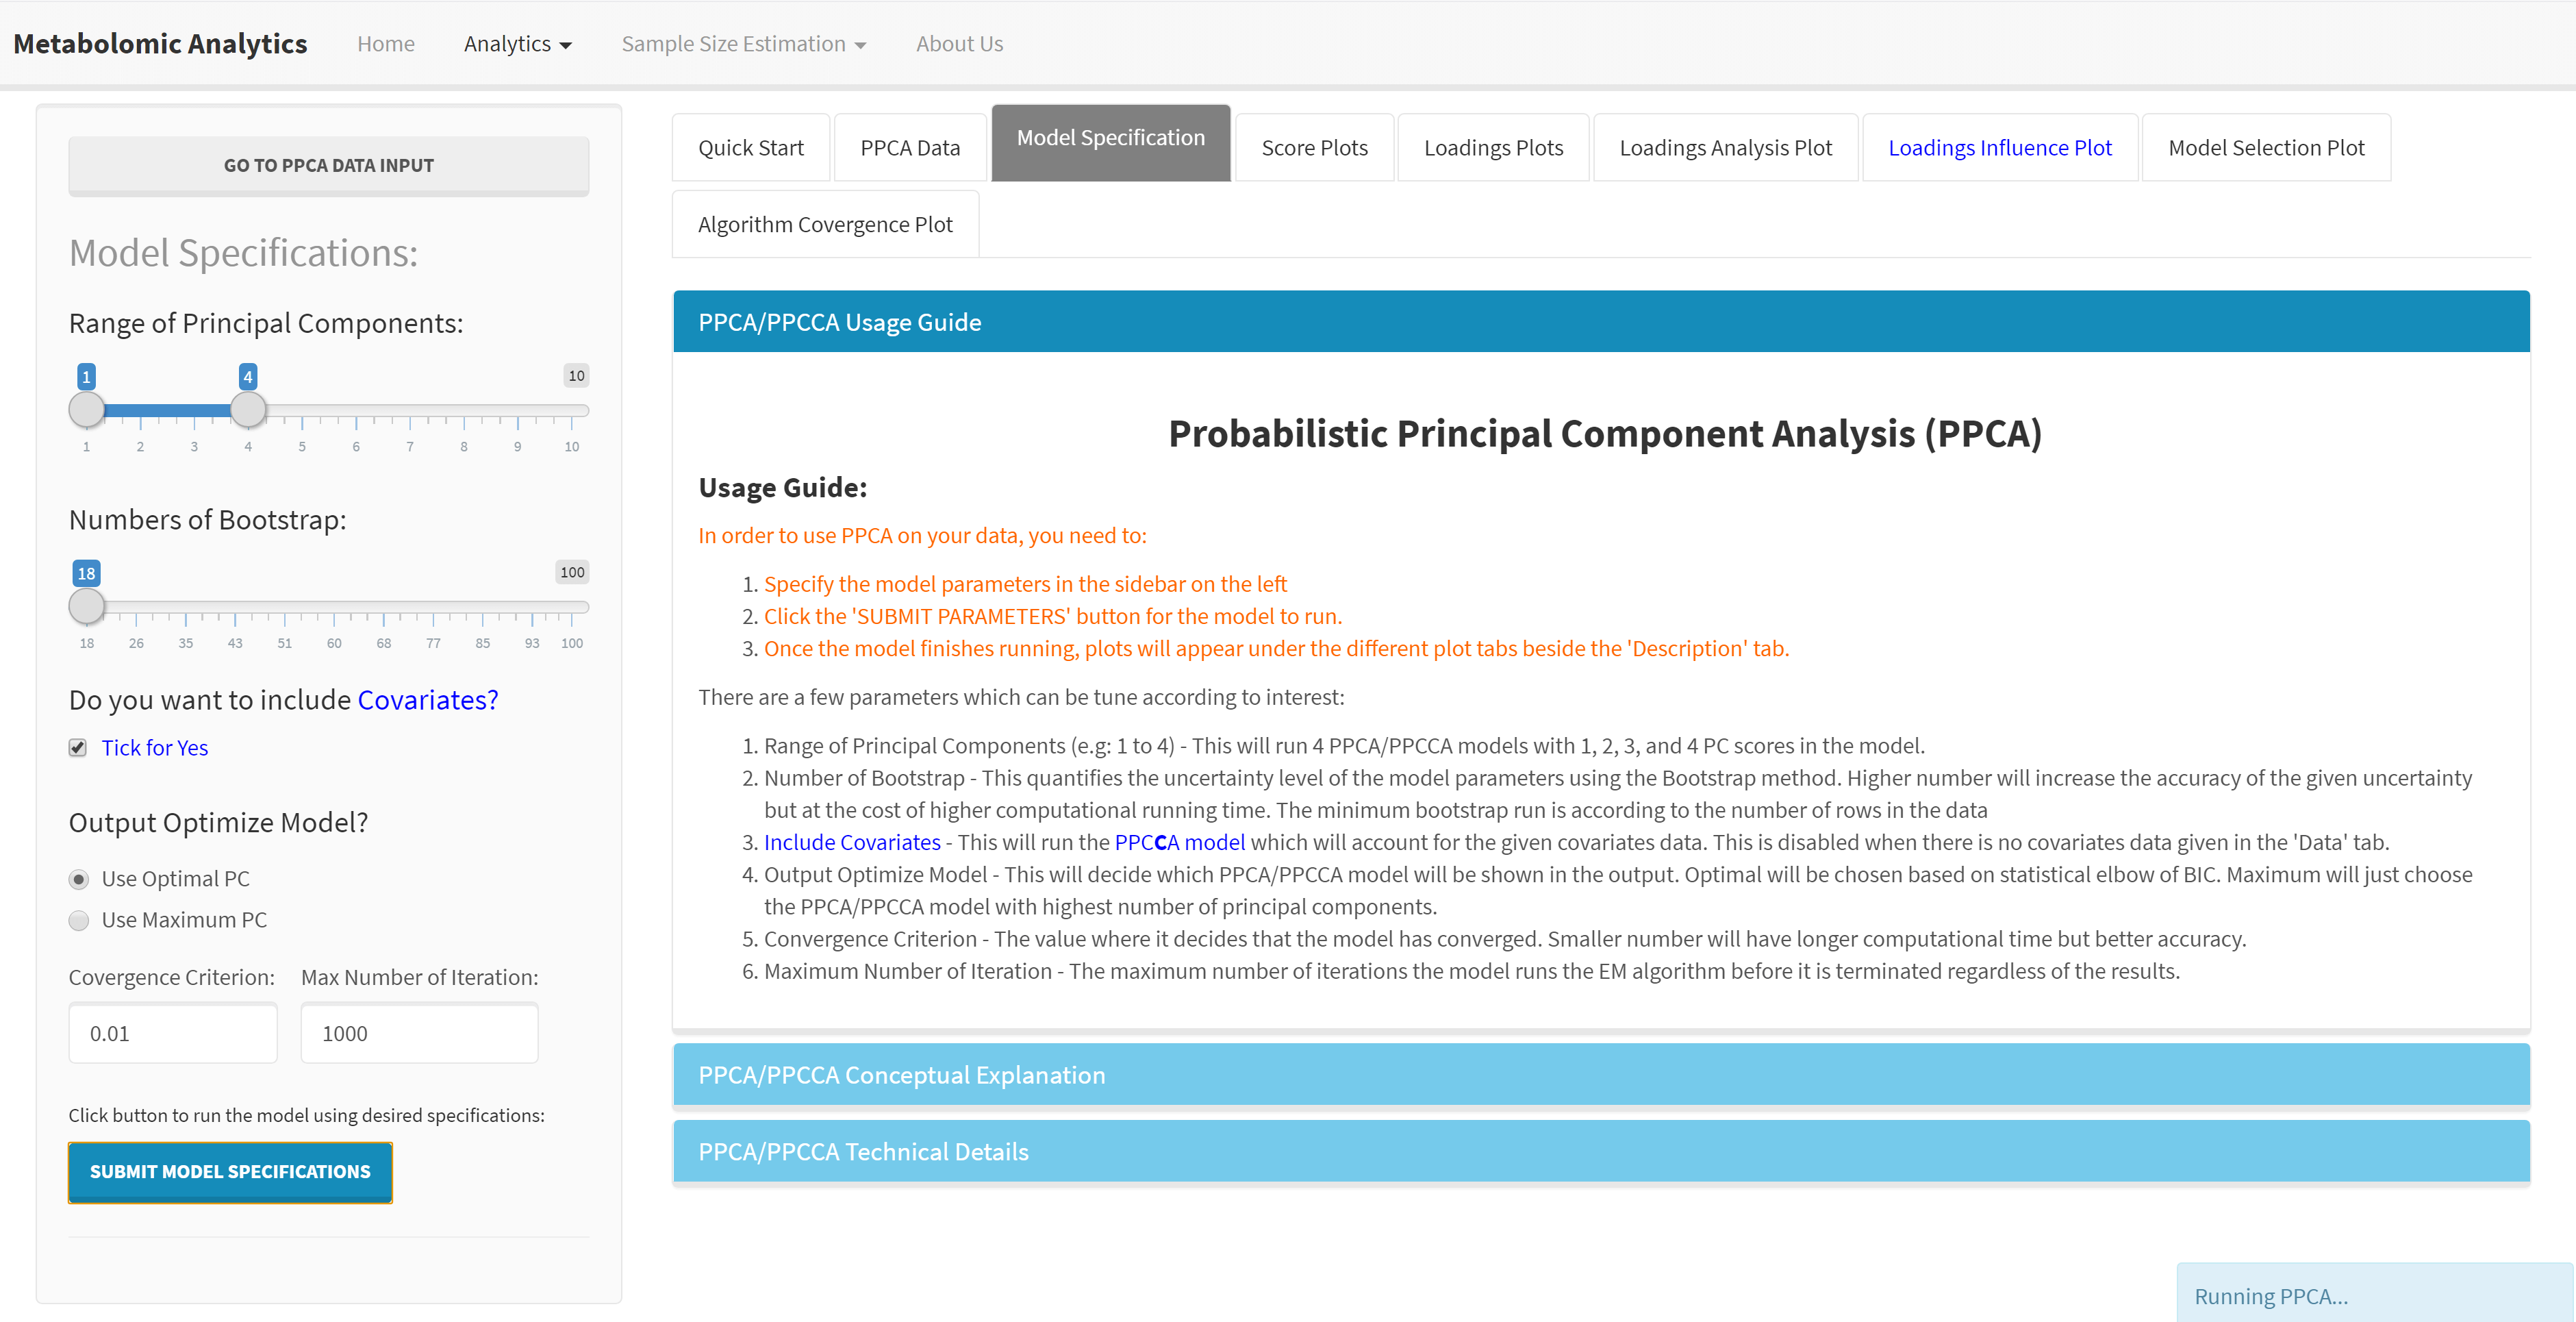 Metabolomic Analytics Home Analytics Sample Size Estimation About Us
GO TO PPCA DATA INPUT
Model Specifications:
Range of Principal Components:
1 4 10
1 2 3 4 5 6 7 8 9 10
Numbers of Bootstrap:
18 100
18 26 35 43 51 60 68 77 85 93 100
Do you want to include Covariates?
Tick for Yes
Output Optimize Model?
Use Optimal PC
Use Maximum PC
Covergence Criterion: Max Number of Iteration:
0.01 1000
Click button to run the model using desired specifications:
SUBMIT MODEL SPECIFICATIONS
Quick Start PPCA Data Model Specification Score Plots Loadings Plots Loadings Analysis Plot Loadings Influence Plot Model Selection Plot
Algorithm Covergence Plot
PPCA/PPCCA Usage Guide
Probabilistic Principal Component Analysis (PPCA)
Usage Guide:
In order to use PPCA on your data, you need to:
1. Specify the model parameters in the sidebar on the left
2. Click the 'SUBMIT PARAMETERS' button for the model to run.
3. Once the model finishes running, plots will appear under the different plot tabs beside the 'Description' tab.
There are a few parameters which can be tune according to interest:
1. Range of Principal Components (e.g: 1 to 4) - This will run 4 PPCA/PPCCA models with 1, 2, 3, and 4 PC scores in the model.
2. Number of Bootstrap - This quantifies the uncertainty level of the model parameters using the Bootstrap method. Higher number will increase the accuracy of the given uncertainty
but at the cost of higher computational running time. The minimum bootstrap run is according to the number of rows in the data
3. Include Covariates - This will run the PPCCA model which will account for the given covariates data. This is disabled when there is no covariates data given in the 'Data' tab.
4. Output Optimize Model - This will decide which PPCA/PPCCA model will be shown in the output. Optimal will be chosen based on statistical elbow of BIC. Maximum will just choose
the PPCA/PPCCA model with highest number of principal components.
5. Convergence Criterion - The value where it decides that the model has converged. Smaller number will have longer computational time but better accuracy.
6. Maximum Number of Iteration - The maximum number of iterations the model runs the EM algorithm before it is terminated regardless of the results.
PPCA/PPCCA Conceptual Explanation
PPCA/PPCCA Technical Details
Running PPCA...